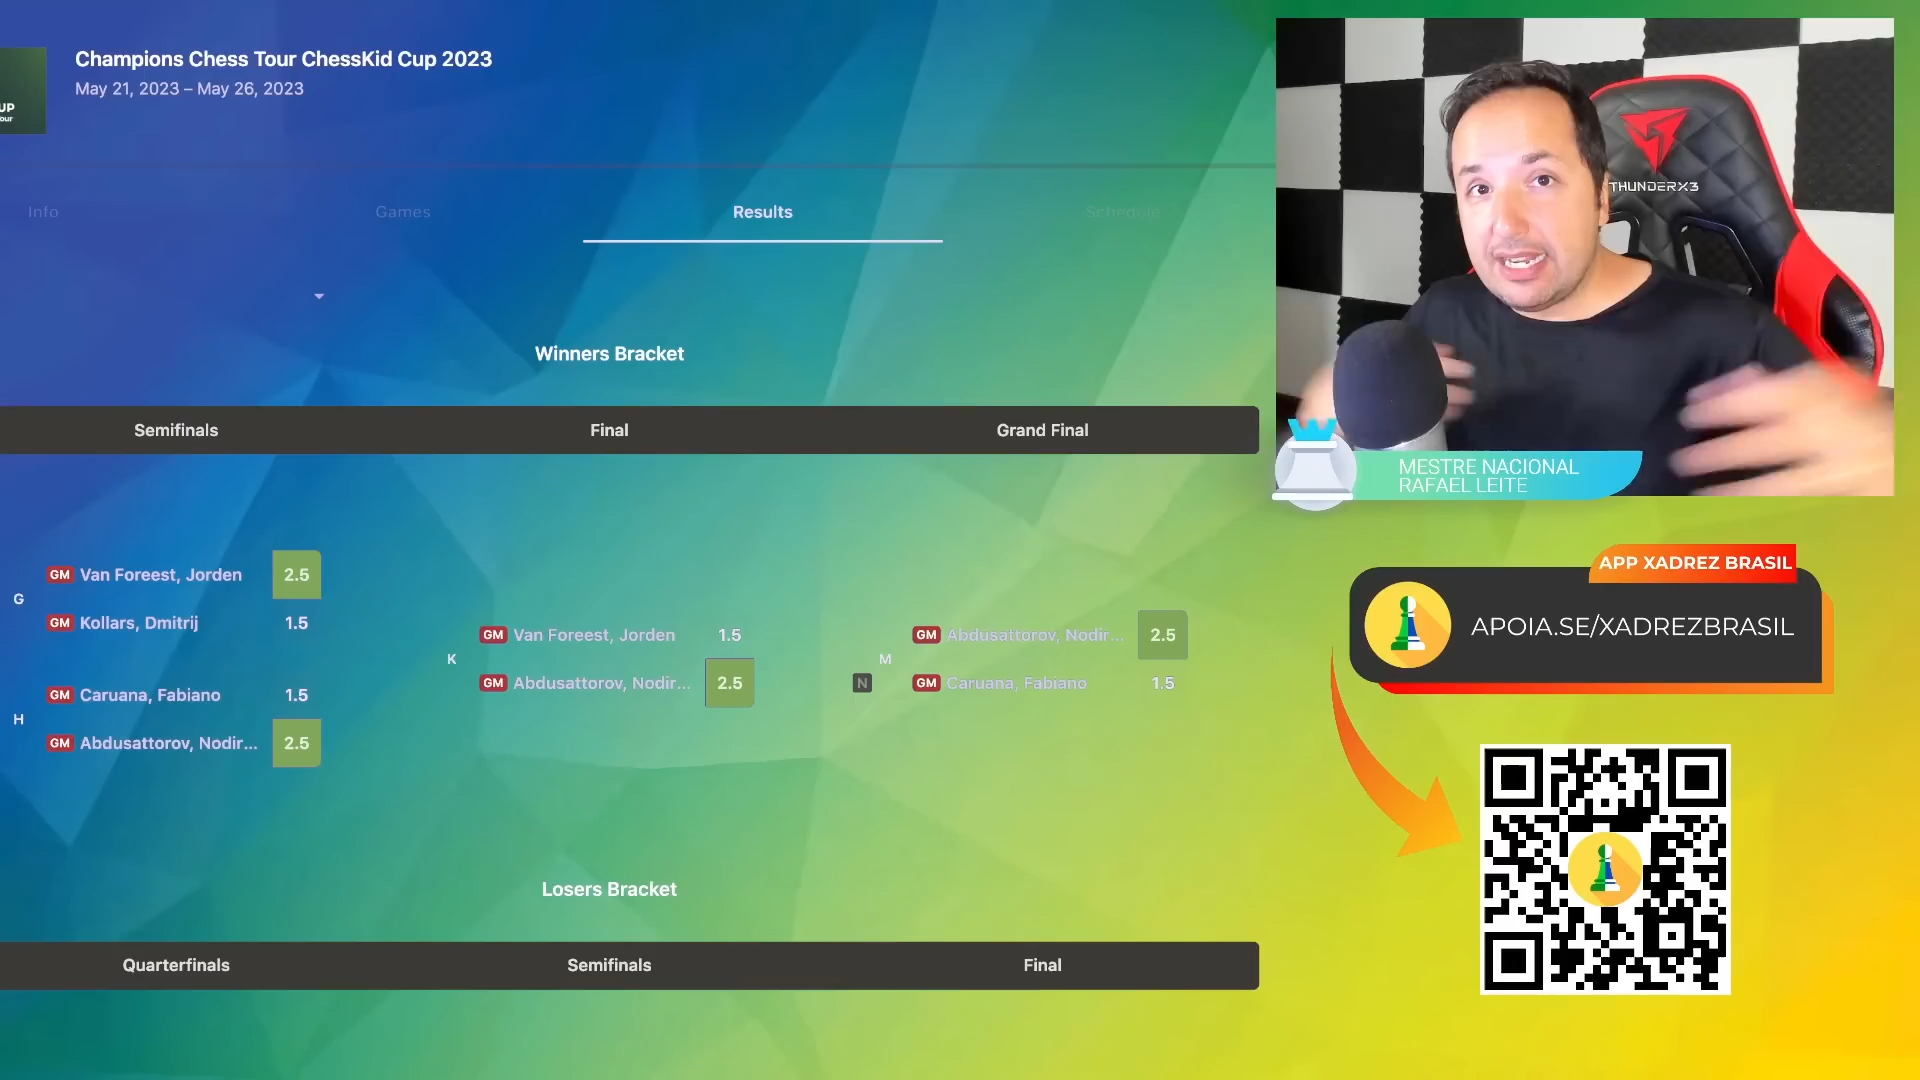 Champions Chess Tour ChessKid Cup 2023
May 21, 2023 – May 26, 2023
UP
our
Info
Games
Results
Schedule
Winners Bracket
Semifinals
Final
Grand Final
G
GM Van Foreest, Jorden 2.5
GM Kollars, Dmitrij 1.5
H
GM Caruana, Fabiano 1.5
GM Abdusattorov, Nodir... 2.5
K
GM Van Foreest, Jorden 1.5
GM Abdusattorov, Nodir... 2.5
M
GM Abdusattorov, Nodir... 2.5
N GM Caruana, Fabiano 1.5
Losers Bracket
Quarterfinals
Semifinals
Final
THUNDERX3
MESTRE NACIONAL
RAFAEL LEITE
APP XADREZ BRASIL
APOIA.SE/XADREZBRASIL